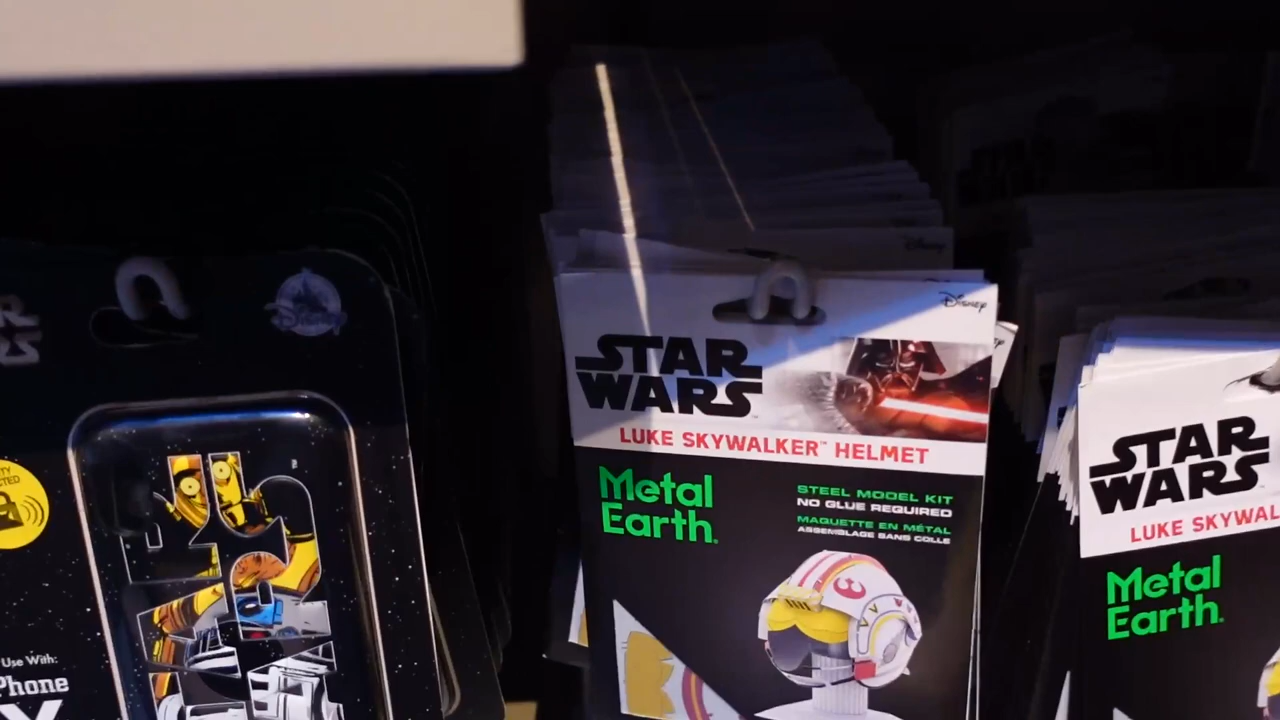 STAR
WARS
Disney
LUKE SKYWALKER™ HELMET
Metal
Earth
STEEL MODEL KIT
NO GLUE REQUIRED
MAQUETTE EN MÉTAL
ASSEMBLAGE SANS COLLE
STAR
WARS
LUKE SKYWAL
Metal
Earth
Use With:
Phone
X